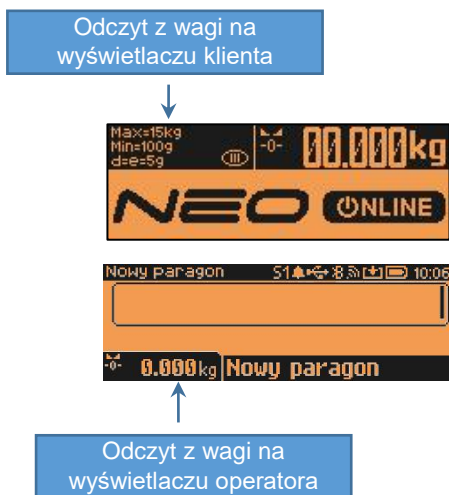 Odczyt z wagi na
wyświetlaczu klienta
Max=15kg
Min=100g
d=e=5g
III
-0-
00.000kg
NEO ONLINE
Nowy paragon S1 10:06
-0- 0.000kg Nowy paragon
Odczyt z wagi na
wyświetlaczu operatora